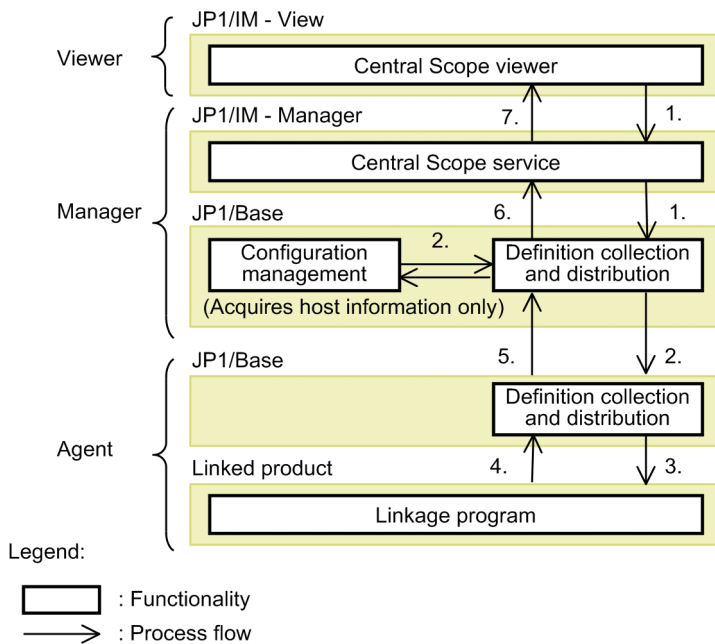 JP1/IM - View
Viewer
Central Scope viewer
JP1/IM - Manager
7.
1.
Central Scope service
Manager
JP1/Base
6.
1.
2.
Configuration
management
Definition collection
and distribution
(Acquires host information only)
JP1/Base
5.
2.
Definition collection
and distribution
Agent
Linked product
4.
3.
Linkage program
Legend:
: Functionality
: Process flow